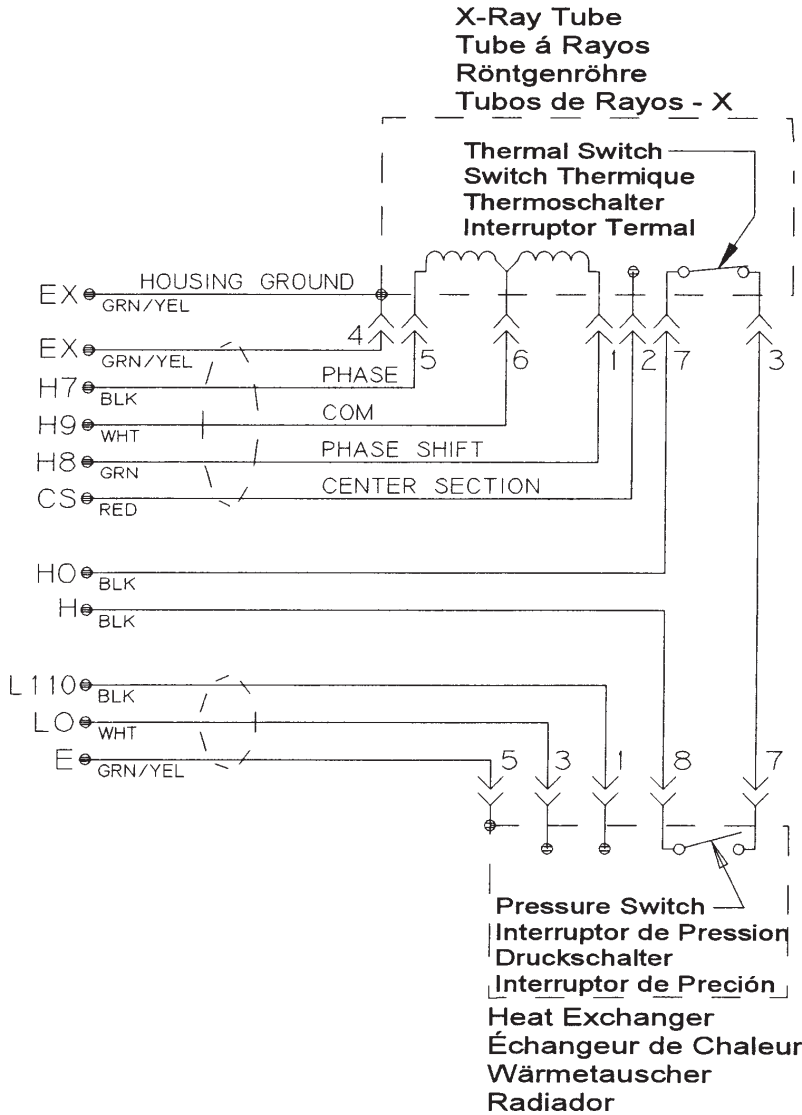 X-Ray Tube
Tube á Rayos
Röntgenröhre
Tubos de Rayos - X
Thermal Switch
Switch Thermique
Thermoschalter
Interruptor Termal
EX HOUSING GROUND
GRN/YEL
EX GRN/YEL 4 5 6 1 2 7 3
H7 BLK PHASE
H9 WHT COM
H8 GRN PHASE SHIFT
CS RED CENTER SECTION
HO BLK
H BLK
L110 BLK
LO WHT
E GRN/YEL 5 3 1 8 7
Pressure Switch
Interruptor de Pression
Druckschalter
Interruptor de Preción
Heat Exchanger
Échangeur de Chaleur
Wärmetauscher
Radiador